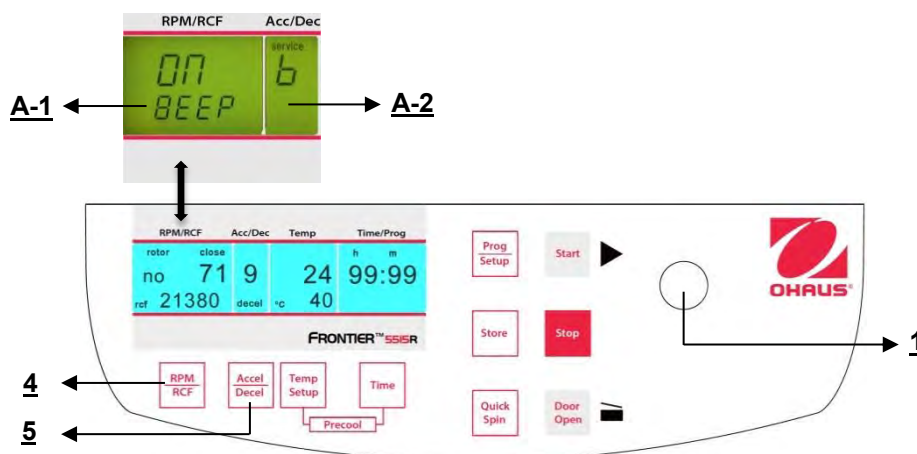 RPM/RCF Acc/Dec
service
ON b
BEEP
A-1
A-2
RPM/RCF Acc/Dec Temp Time/Prog
rotor close h m
no 71 9 24 99:99
rcf 21380 decel °C 40
FRONTIER™ 5515R
RPM
RCF
Accel
Decel
Temp
Setup
Time
Precool
Prog
Setup
Start
Store
Stop
Quick
Spin
Door
Open
OHAUS®
4
5
1